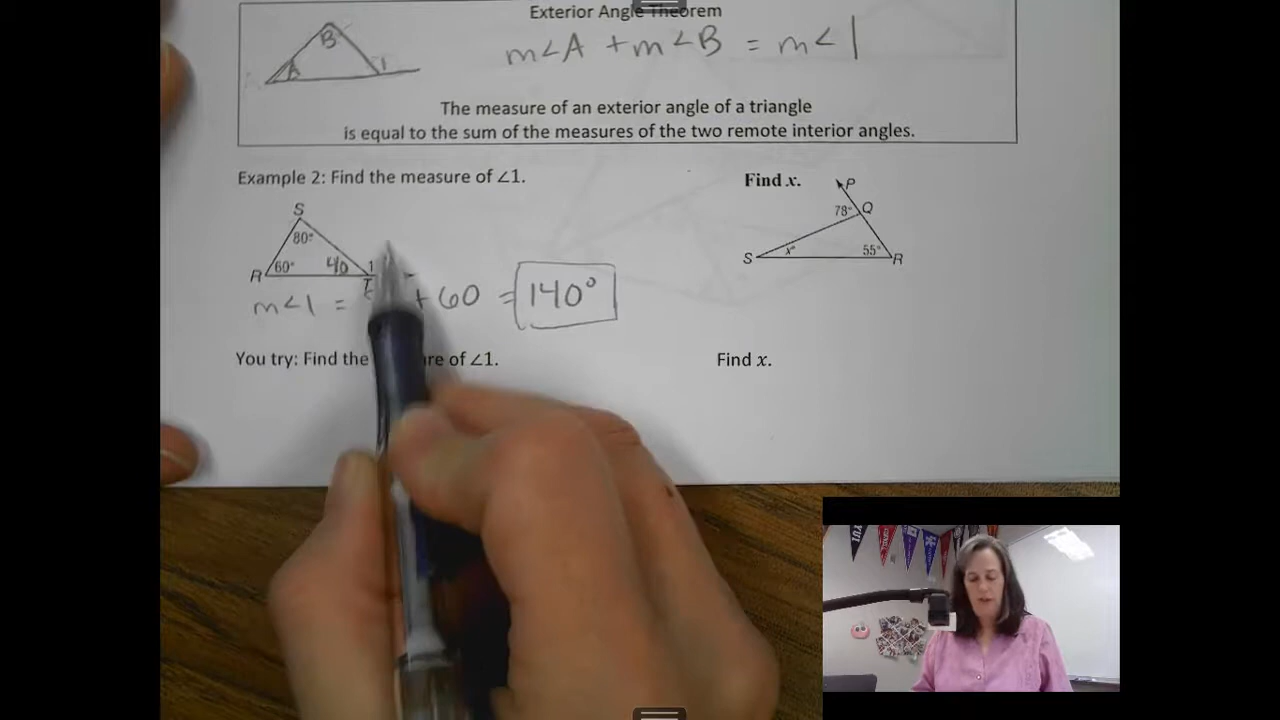 Exterior Angle Theorem
B
A
1
m∠A + m∠B = m∠1
The measure of an exterior angle of a triangle
is equal to the sum of the measures of the two remote interior angles.
Example 2: Find the measure of ∠1.
S
80°
R 60° 40 1
T
m∠1 = + 60 = 140°
Find x.
P
78° Q
S x° 55° R
You try: Find the of ∠1.
Find x.